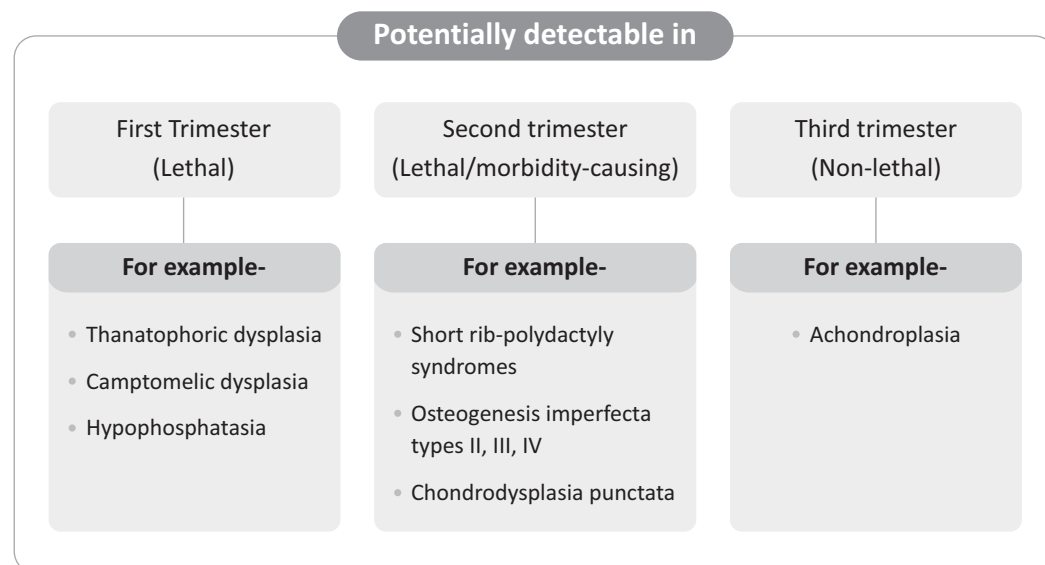 Potentially detectable in
First Trimester
(Lethal)
For example-
• Thanatophoric dysplasia
• Camptomelic dysplasia
• Hypophosphatasia
Second trimester
(Lethal/morbidity-causing)
For example-
• Short rib-polydactyly
syndromes
• Osteogenesis imperfecta
types II, III, IV
• Chondrodysplasia punctata
Third trimester
(Non-lethal)
For example-
• Achondroplasia